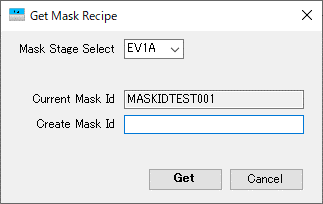 Get Mask Recipe
Mask Stage Select EV1A
Current Mask Id MASKIDTEST001
Create Mask Id
Get Cancel